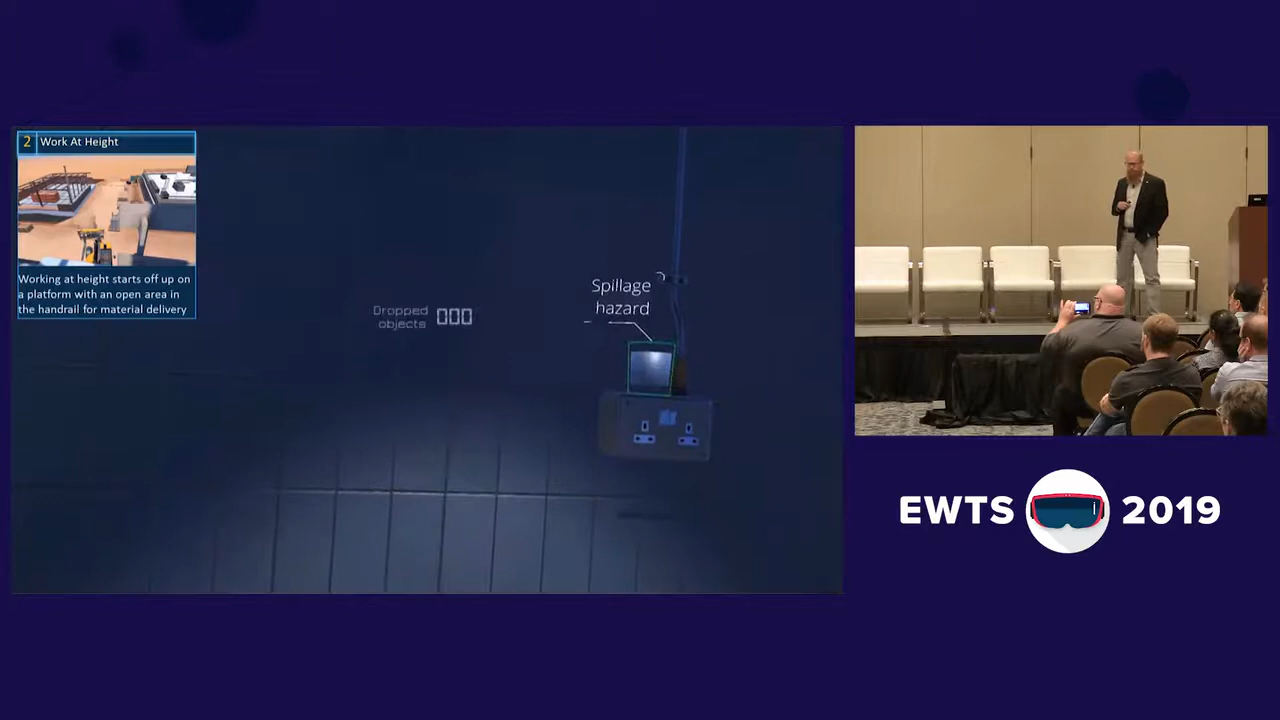 2 Work At Height
Working at height starts off up on
a platform with an open area in
the handrail for material delivery
Dropped
objects 000
Spillage
hazard
EWTS 2019